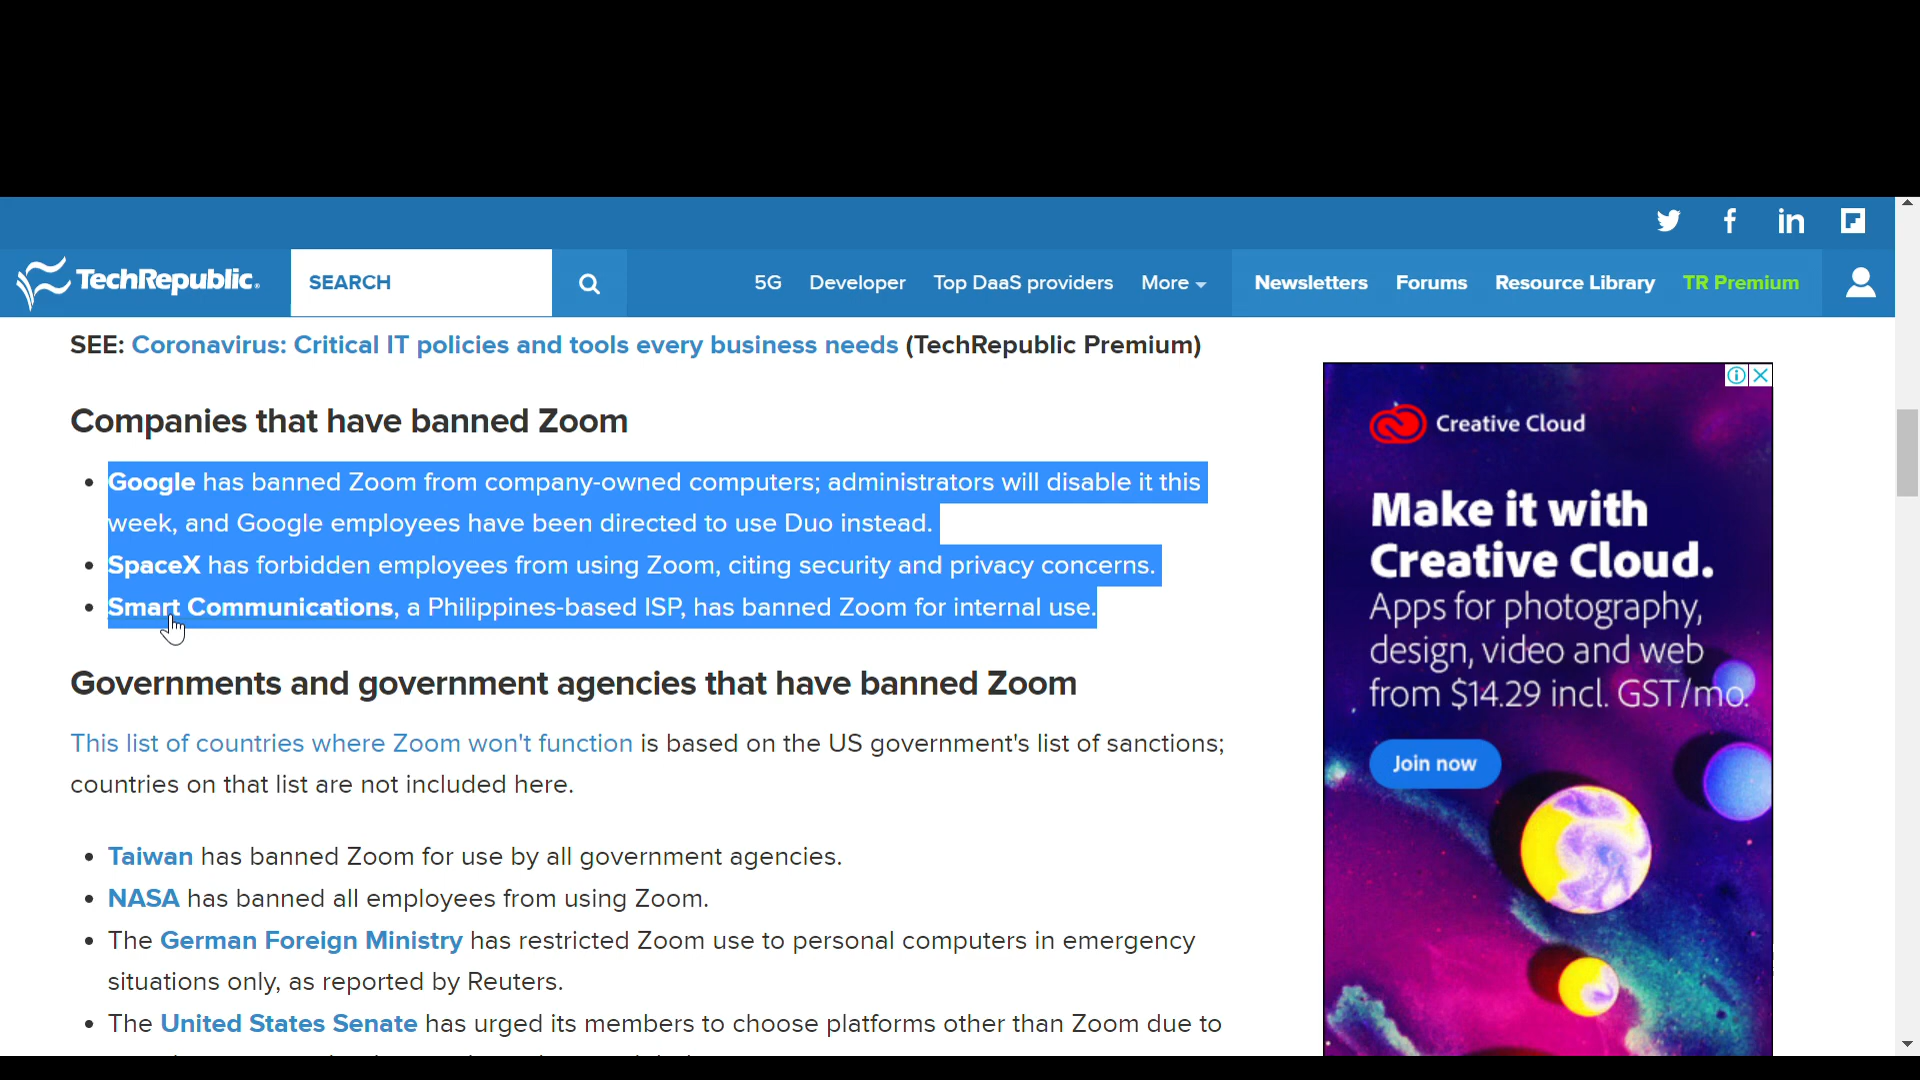 TechRepublic.
SEARCH
5G Developer Top DaaS providers More Newsletters Forums Resource Library TR Premium
SEE: Coronavirus: Critical IT policies and tools every business needs (TechRepublic Premium)
Companies that have banned Zoom
• Google has banned Zoom from company-owned computers; administrators will disable it this
week, and Google employees have been directed to use Duo instead.
• SpaceX has forbidden employees from using Zoom, citing security and privacy concerns.
• Smart Communications, a Philippines-based ISP, has banned Zoom for internal use.
Governments and government agencies that have banned Zoom
This list of countries where Zoom won't function is based on the US government's list of sanctions;
countries on that list are not included here.
• Taiwan has banned Zoom for use by all government agencies.
• NASA has banned all employees from using Zoom.
• The German Foreign Ministry has restricted Zoom use to personal computers in emergency
situations only, as reported by Reuters.
• The United States Senate has urged its members to choose platforms other than Zoom due to
Creative Cloud
Make it with
Creative Cloud.
Apps for photography,
design, video and web
from $14.29 incl. GST/mo.
Join now